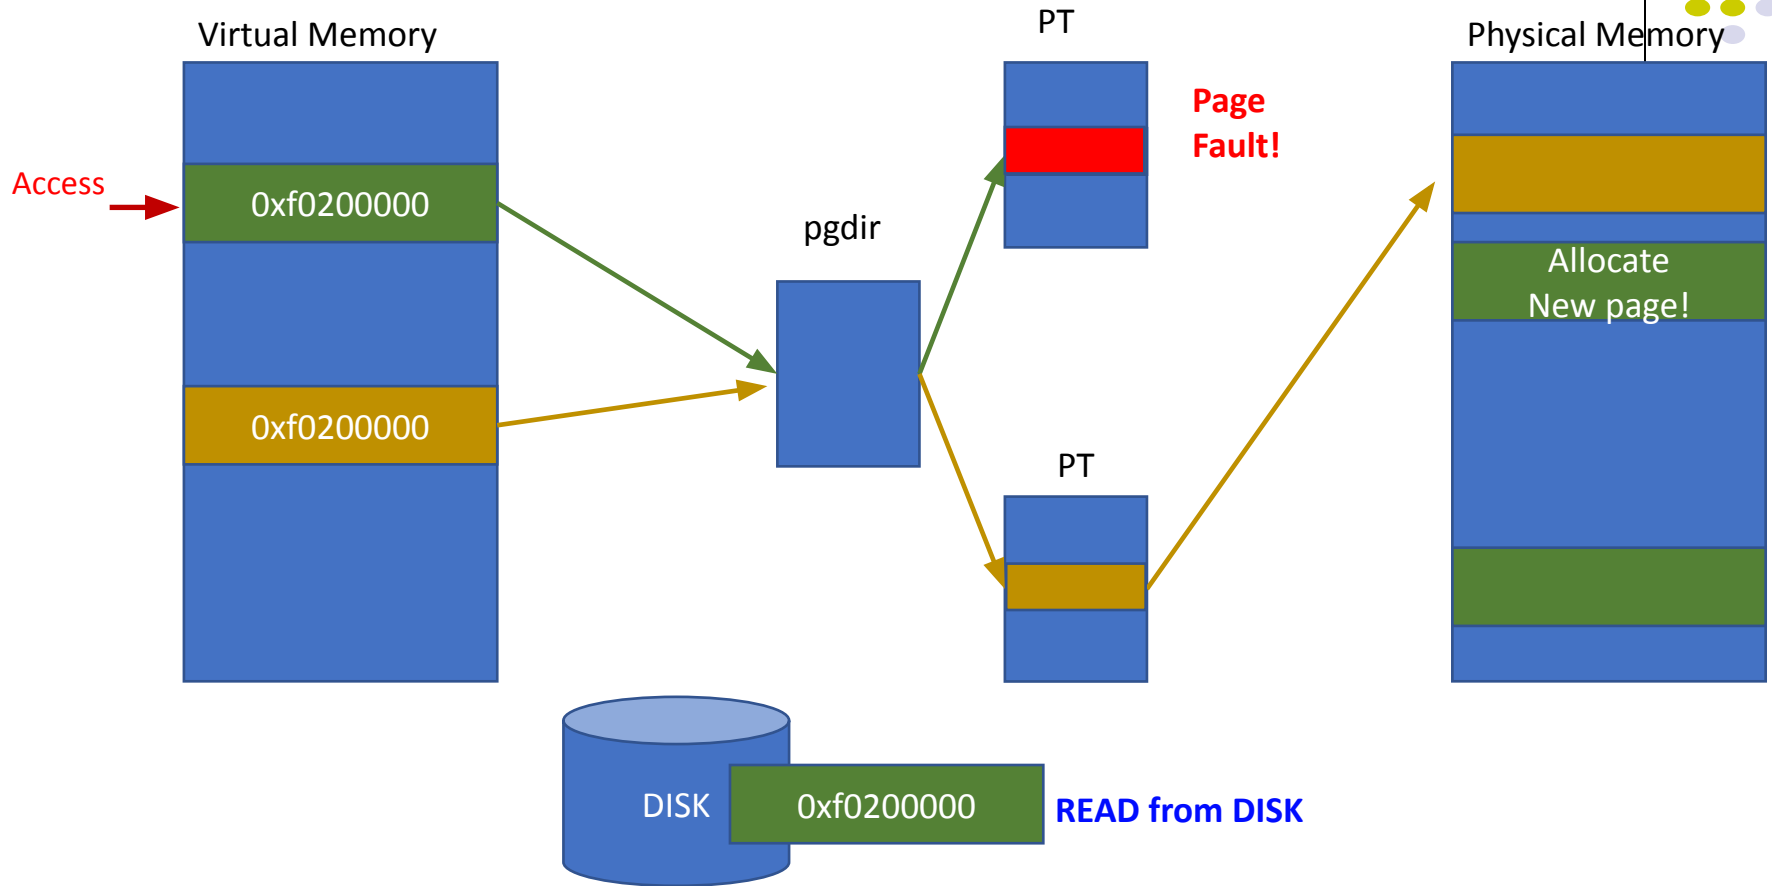 Virtual Memory
PT
Physical Memory
Page
Fault!
Access
0xf0200000
pgdir
Allocate
New page!
0xf0200000
PT
DISK
0xf0200000
READ from DISK